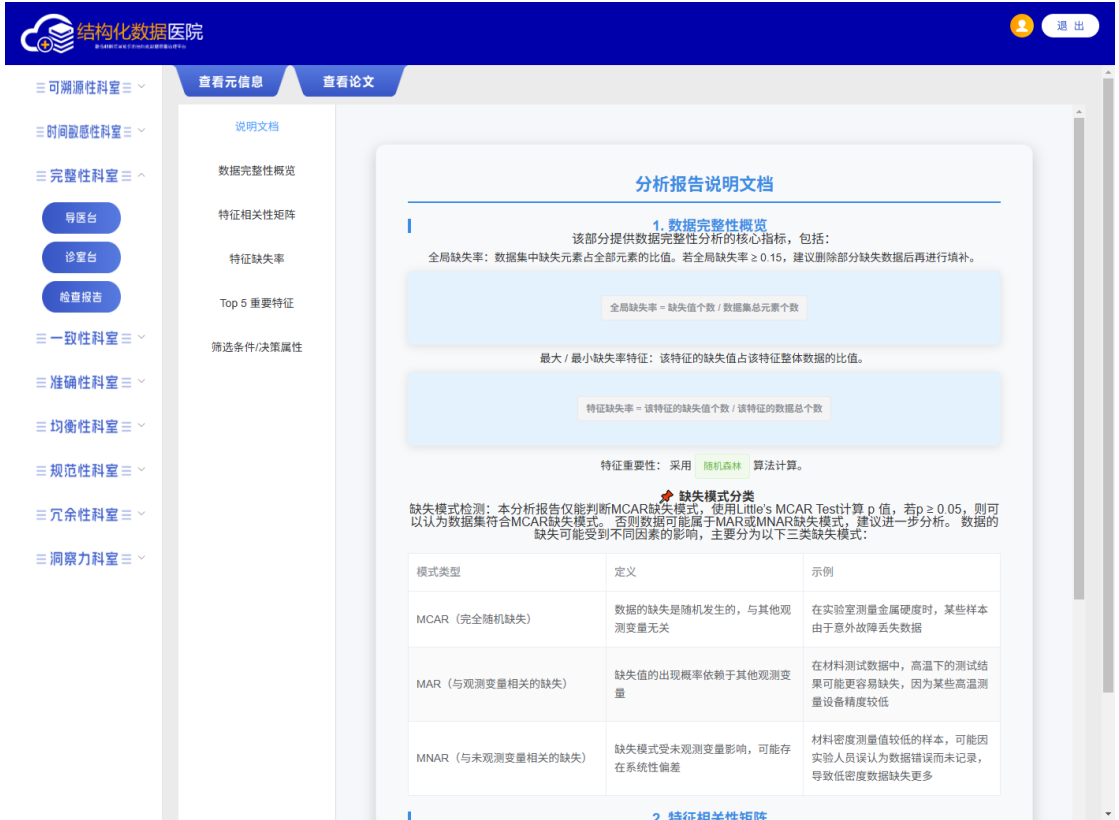 结构化数据医院
退 出
可溯源性科室
时间敏感性科室
完整性科室
导医台
诊室台
检查报告
一致性科室
准确性科室
均衡性科室
规范性科室
冗余性科室
洞察力科室
查看元信息
查看论文
说明文档
数据完整性概览
特征相关性矩阵
特征缺失率
Top 5 重要特征
筛选条件/决策属性
分析报告说明文档
1. 数据完整性概览
该部分提供数据完整性分析的核心指标，包括：
全局缺失率：数据集中缺失元素占全部元素的比值。若全局缺失率 ≥ 0.15，建议删除部分缺失数据后再进行填补。
全局缺失率 = 缺失值个数 / 数据集总元素个数
最大 / 最小缺失率特征：该特征的缺失值占该特征整体数据的比值。
特征缺失率 = 该特征的缺失值个数 / 该特征的数据总个数
特征重要性： 采用 随机森林 算法计算。
📌 缺失模式分类
缺失模式检测：本分析报告仅能判断MCAR缺失模式，使用Little's MCAR Test计算 p 值，若p ≥ 0.05，则可
以认为数据集符合MCAR缺失模式。 否则数据可能属于MAR或MNAR缺失模式，建议进一步分析。 数据的
缺失可能受到不同因素的影响，主要分为以下三类缺失模式：
模式类型 定义 示例
MCAR（完全随机缺失）
数据的缺失是随机发生的，与其他观
测变量无关
在实验室测量金属硬度时，某些样本
由于意外故障丢失数据
MAR（与观测变量相关的缺失）
缺失值的出现概率依赖于其他观测变
量
在材料测试数据中，高温下的测试结
果可能更容易缺失，因为某些高温测
量设备精度较低
MNAR（与未观测变量相关的缺失）
缺失模式受未观测变量影响，可能存
在系统性偏差
材料密度测量值较低的样本，可能因
实验人员误认为数据错误而未记录，
导致低密度数据缺失更多
2. 特征相关性矩阵